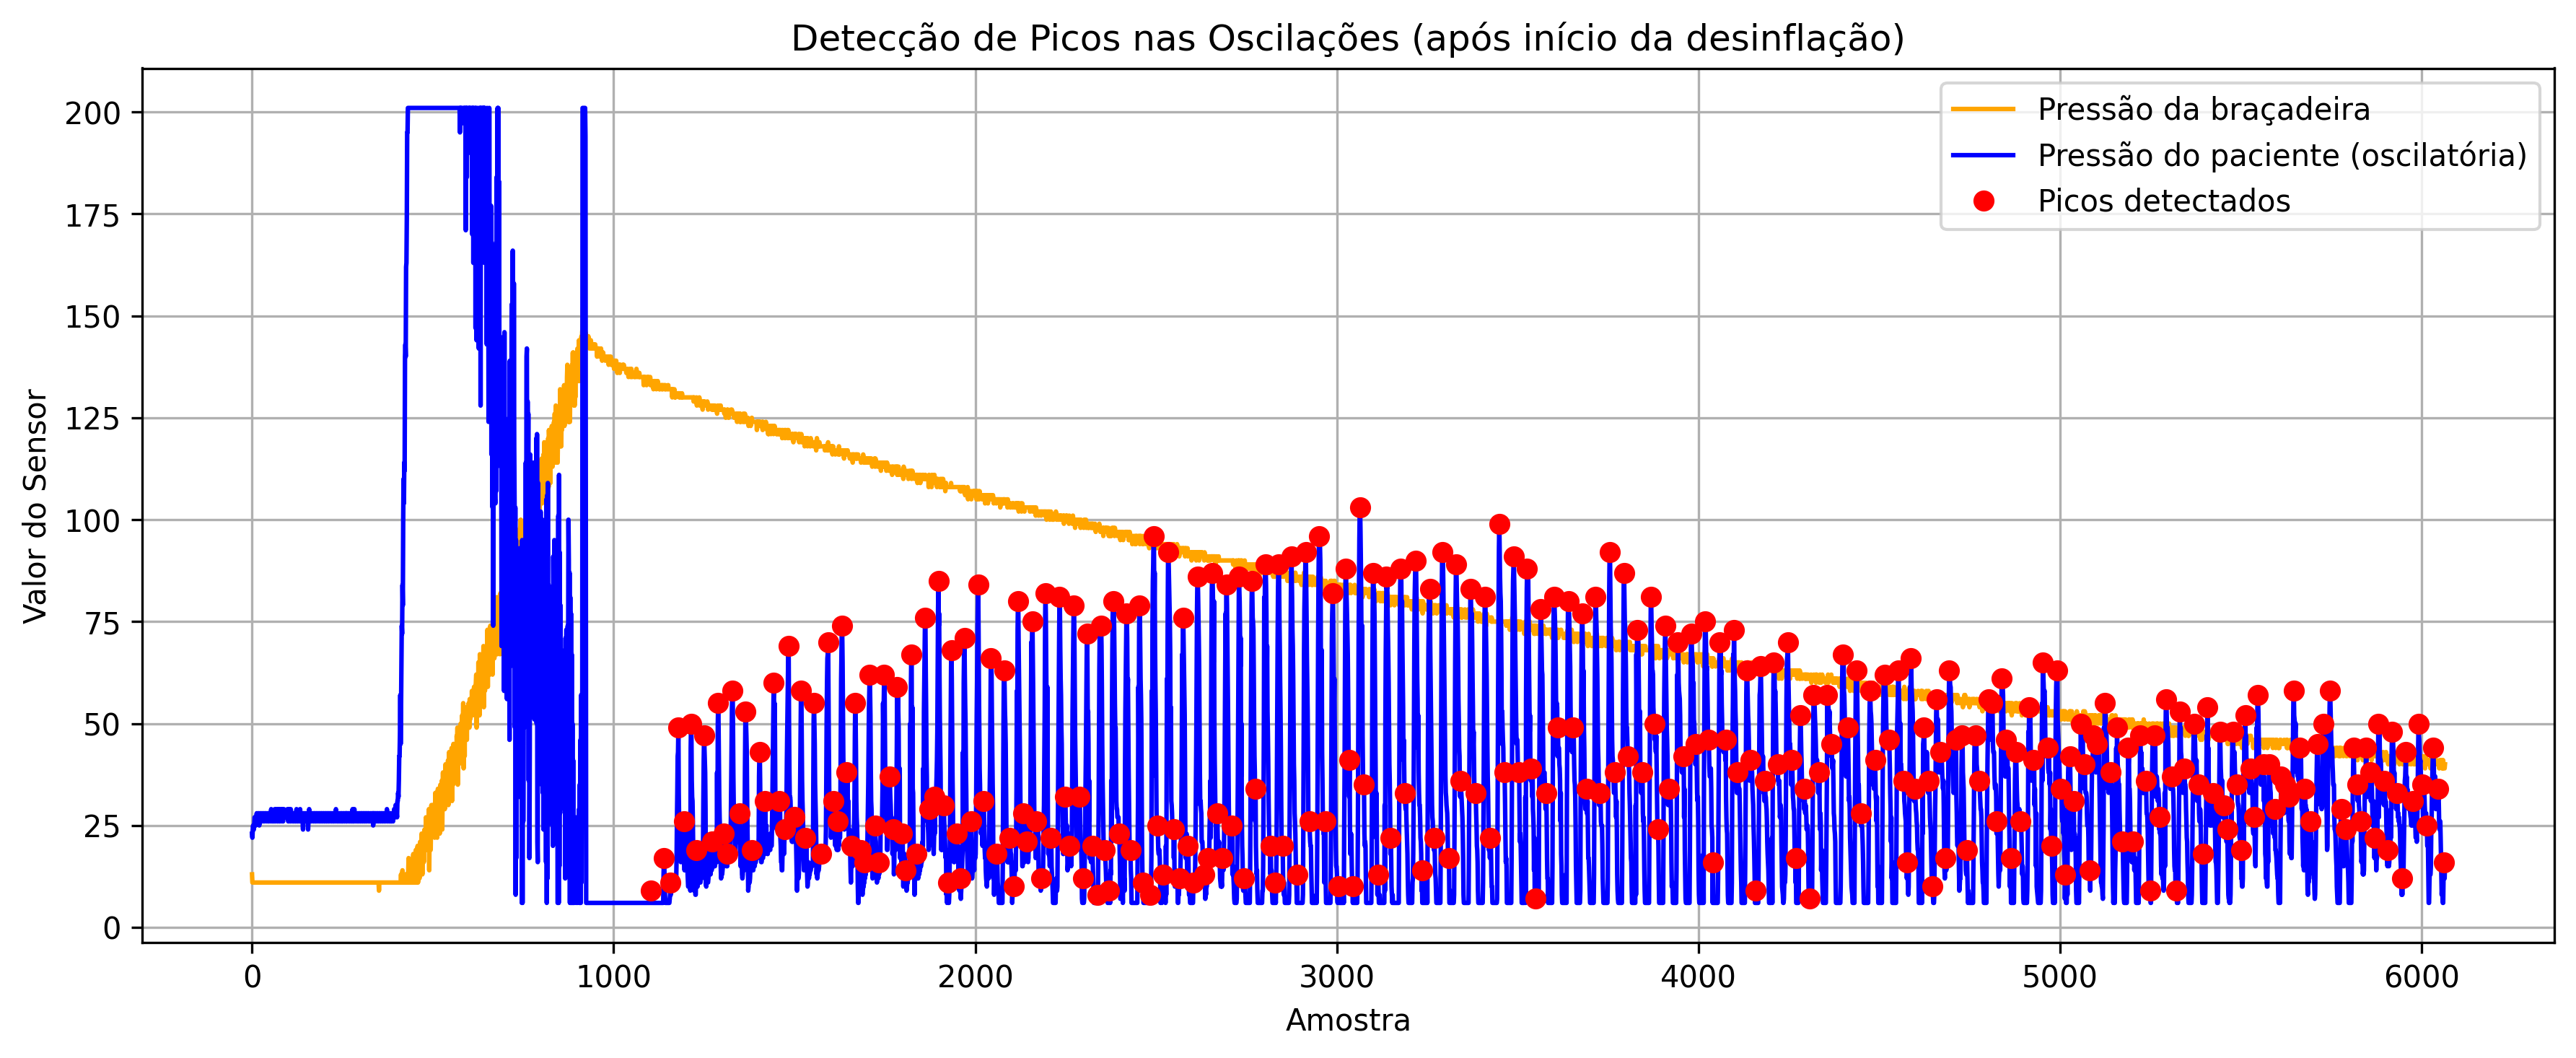 Detecção de Picos nas Oscilações (após início da desinflação)
Pressão da braçadeira
Pressão do paciente (oscilatória)
Picos detectados
Valor do Sensor
200
175
150
125
100
75
50
25
0
0 1000 2000 3000 4000 5000 6000
Amostra